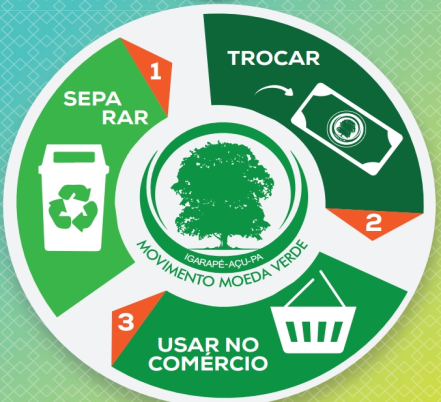 1
SEPA
RAR
TROCAR
2
3
USAR NO
COMÉRCIO
IGARAPÉ-AÇU-PA
MOVIMENTO MOEDA VERDE